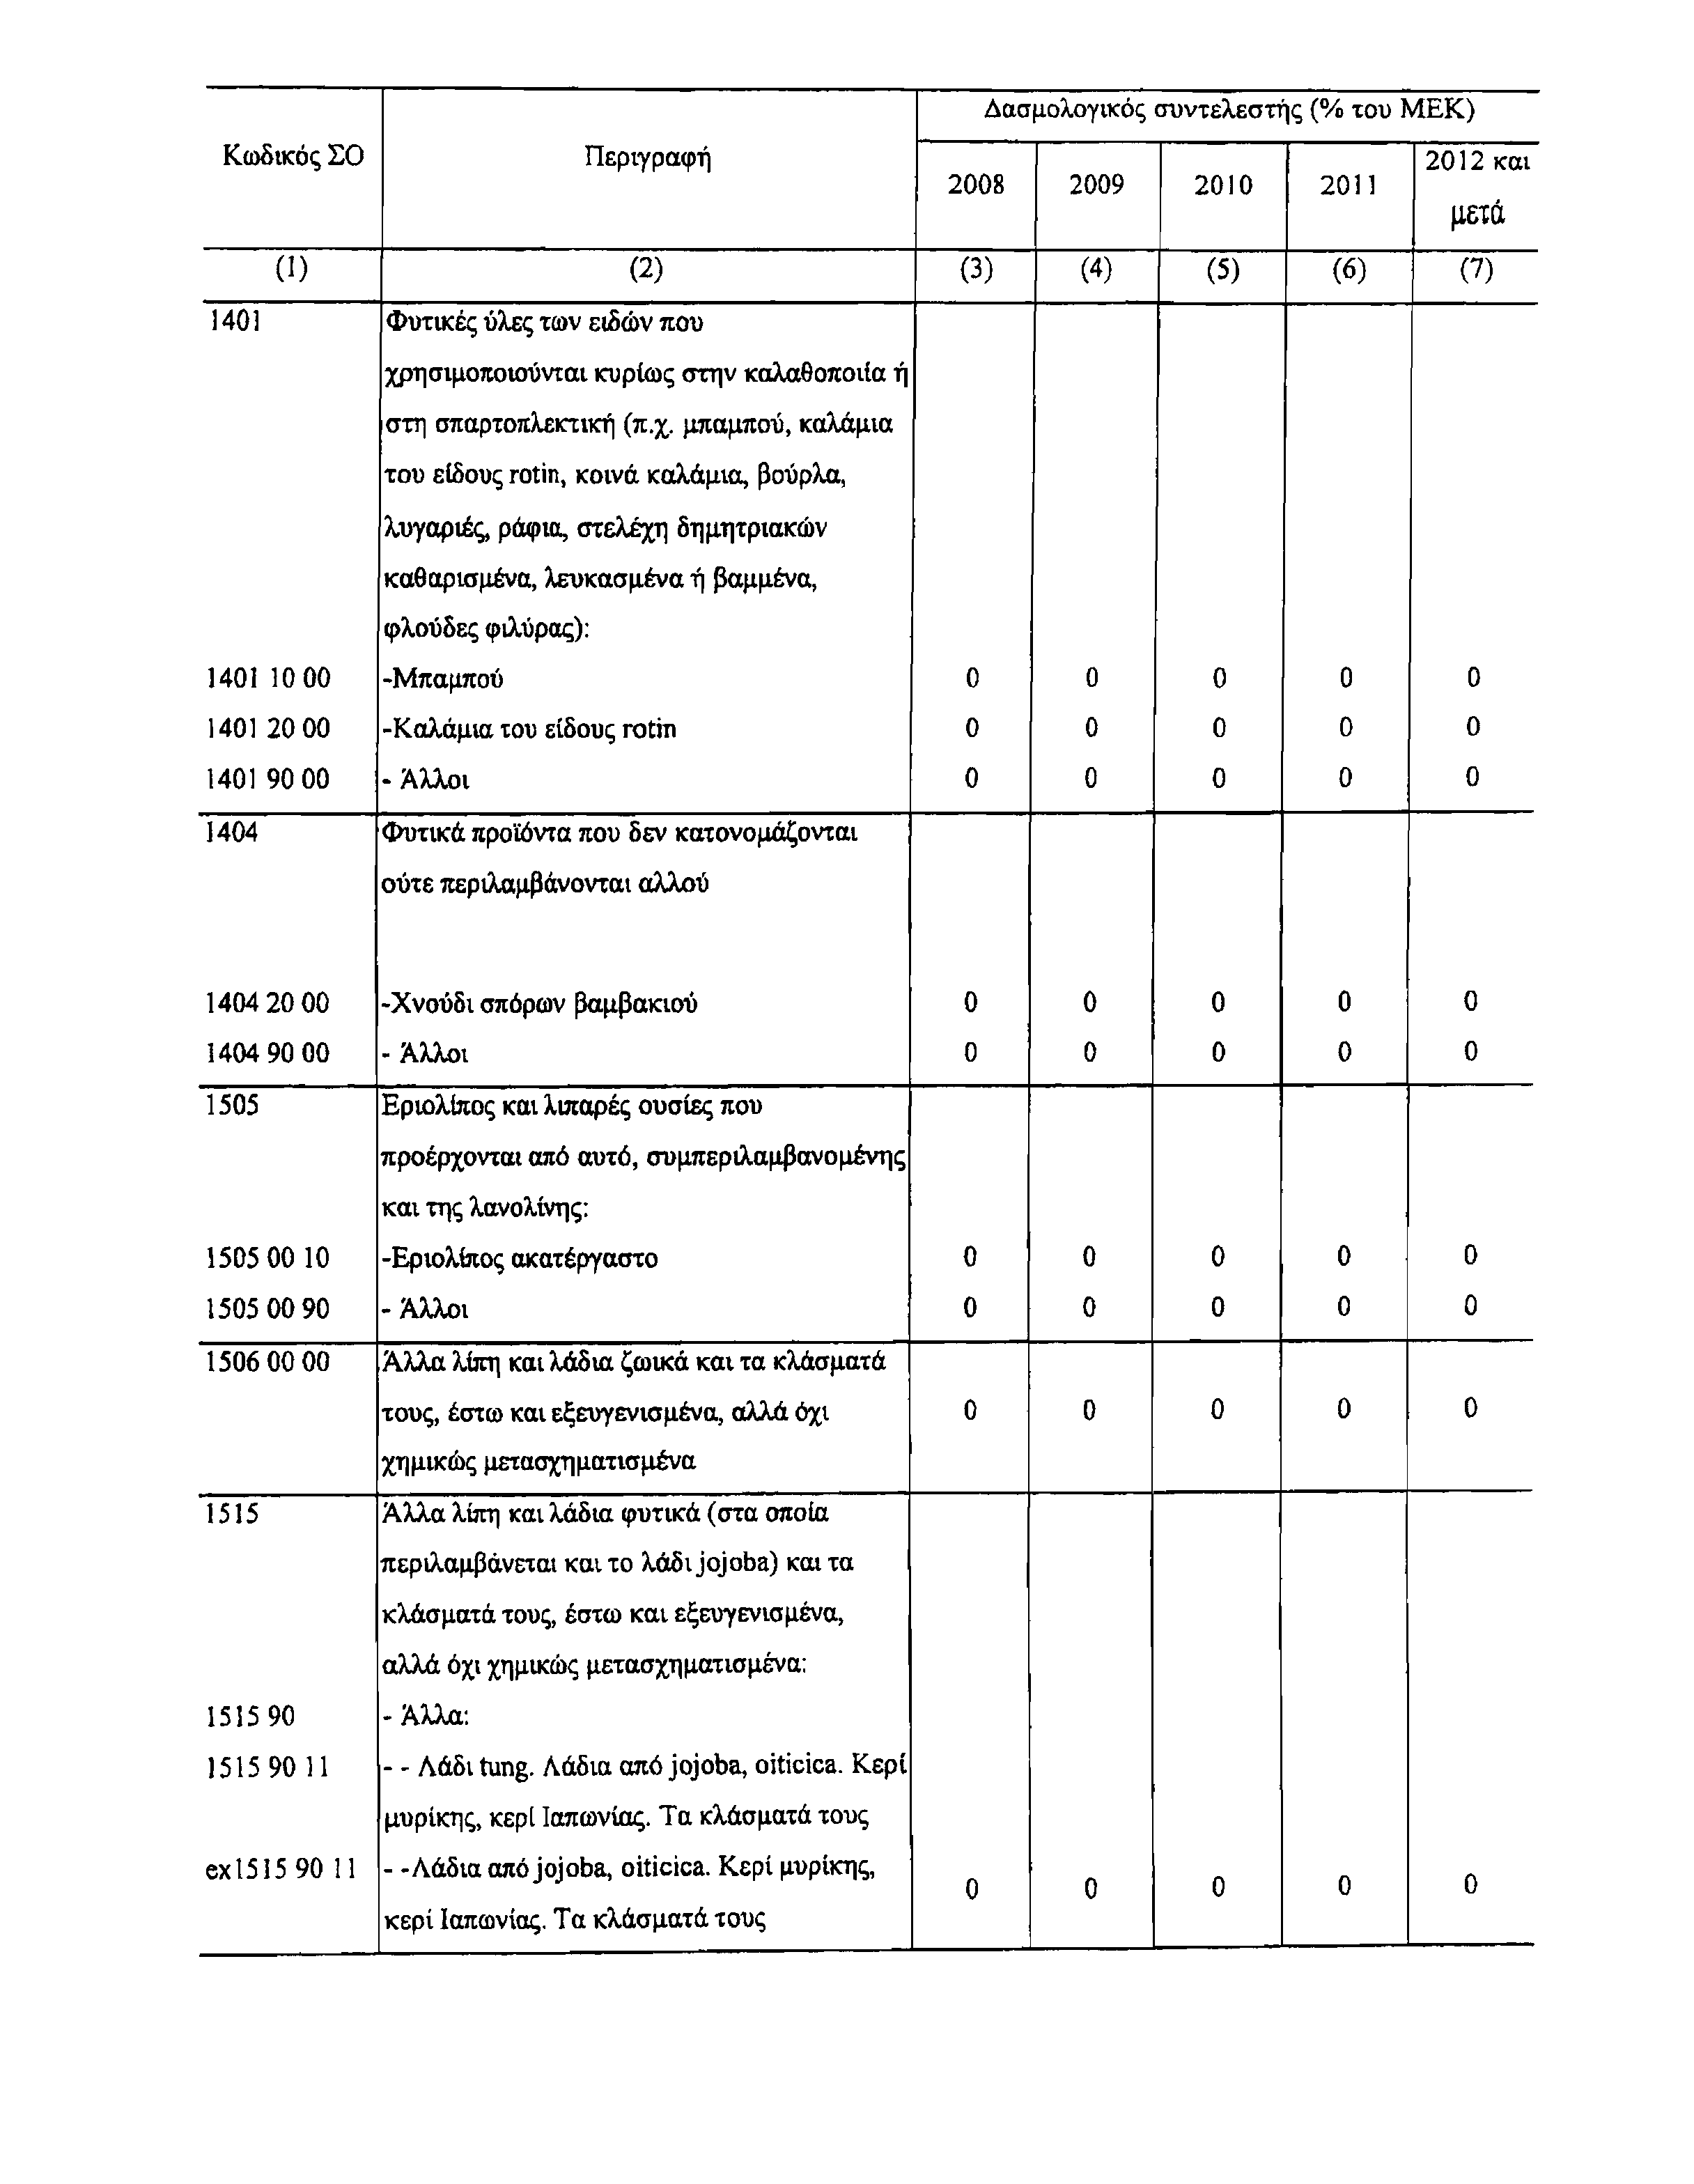 Δασμολογικός συντελεστής (% του ΜΕΚ)
Κωδικός ΣΟ Περιγραφή 2008 2009 2010 2011 2012 και
μετά
(1) (2) (3) (4) (5) (6) (7)
1401 Φυτικές ύλες των ειδών που
χρησιμοποιούνται κυρίως στην καλαθοποιία ή
στη σπαρτοπλεκτική (π.χ. μπαμπού, καλάμια
του είδους rotin, κοινά καλάμια, βούρλα,
λυγαριές, ράφια, στελέχη δημητριακών
καθαρισμένα, λευκασμένα ή βαμμένα,
φλούδες φιλύρας):
1401 10 00 -Μπαμπού 0 0 0 0 0
1401 20 00 -Καλάμια του είδους rotin 0 0 0 0 0
1401 90 00 - Άλλοι 0 0 0 0 0
1404 Φυτικά προϊόντα που δεν κατονομάζονται
ούτε περιλαμβάνονται αλλού
1404 20 00 -Χνούδι σπόρων βαμβακιού 0 0 0 0 0
1404 90 00 - Άλλοι 0 0 0 0 0
1505 Εριολίπος και λιπαρές ουσίες που
προέρχονται από αυτό, συμπεριλαμβανομένης
και της λανολίνης:
1505 00 10 -Εριολίπος ακατέργαστο 0 0 0 0 0
1505 00 90 - Άλλοι 0 0 0 0 0
1506 00 00 Άλλα λίπη και λάδια ζωικά και τα κλάσματά
τους, έστω και εξευγενισμένα, αλλά όχι 0 0 0 0 0
χημικώς μετασχηματισμένα
1515 Άλλα λίπη και λάδια φυτικά (στα οποία
περιλαμβάνεται και το λάδι jojoba) και τα
κλάσματά τους, έστω και εξευγενισμένα,
αλλά όχι χημικώς μετασχηματισμένα:
1515 90 - Άλλα:
1515 90 11 - - Λάδι tung. Λάδια από jojoba, oiticica. Κερί
μυρίκης, κερί Ιαπωνίας. Τα κλάσματά τους
ex1515 90 11 - -Λάδια από jojoba, oiticica. Κερί μυρίκης, 0 0 0 0 0
κερί Ιαπωνίας. Τα κλάσματά τους